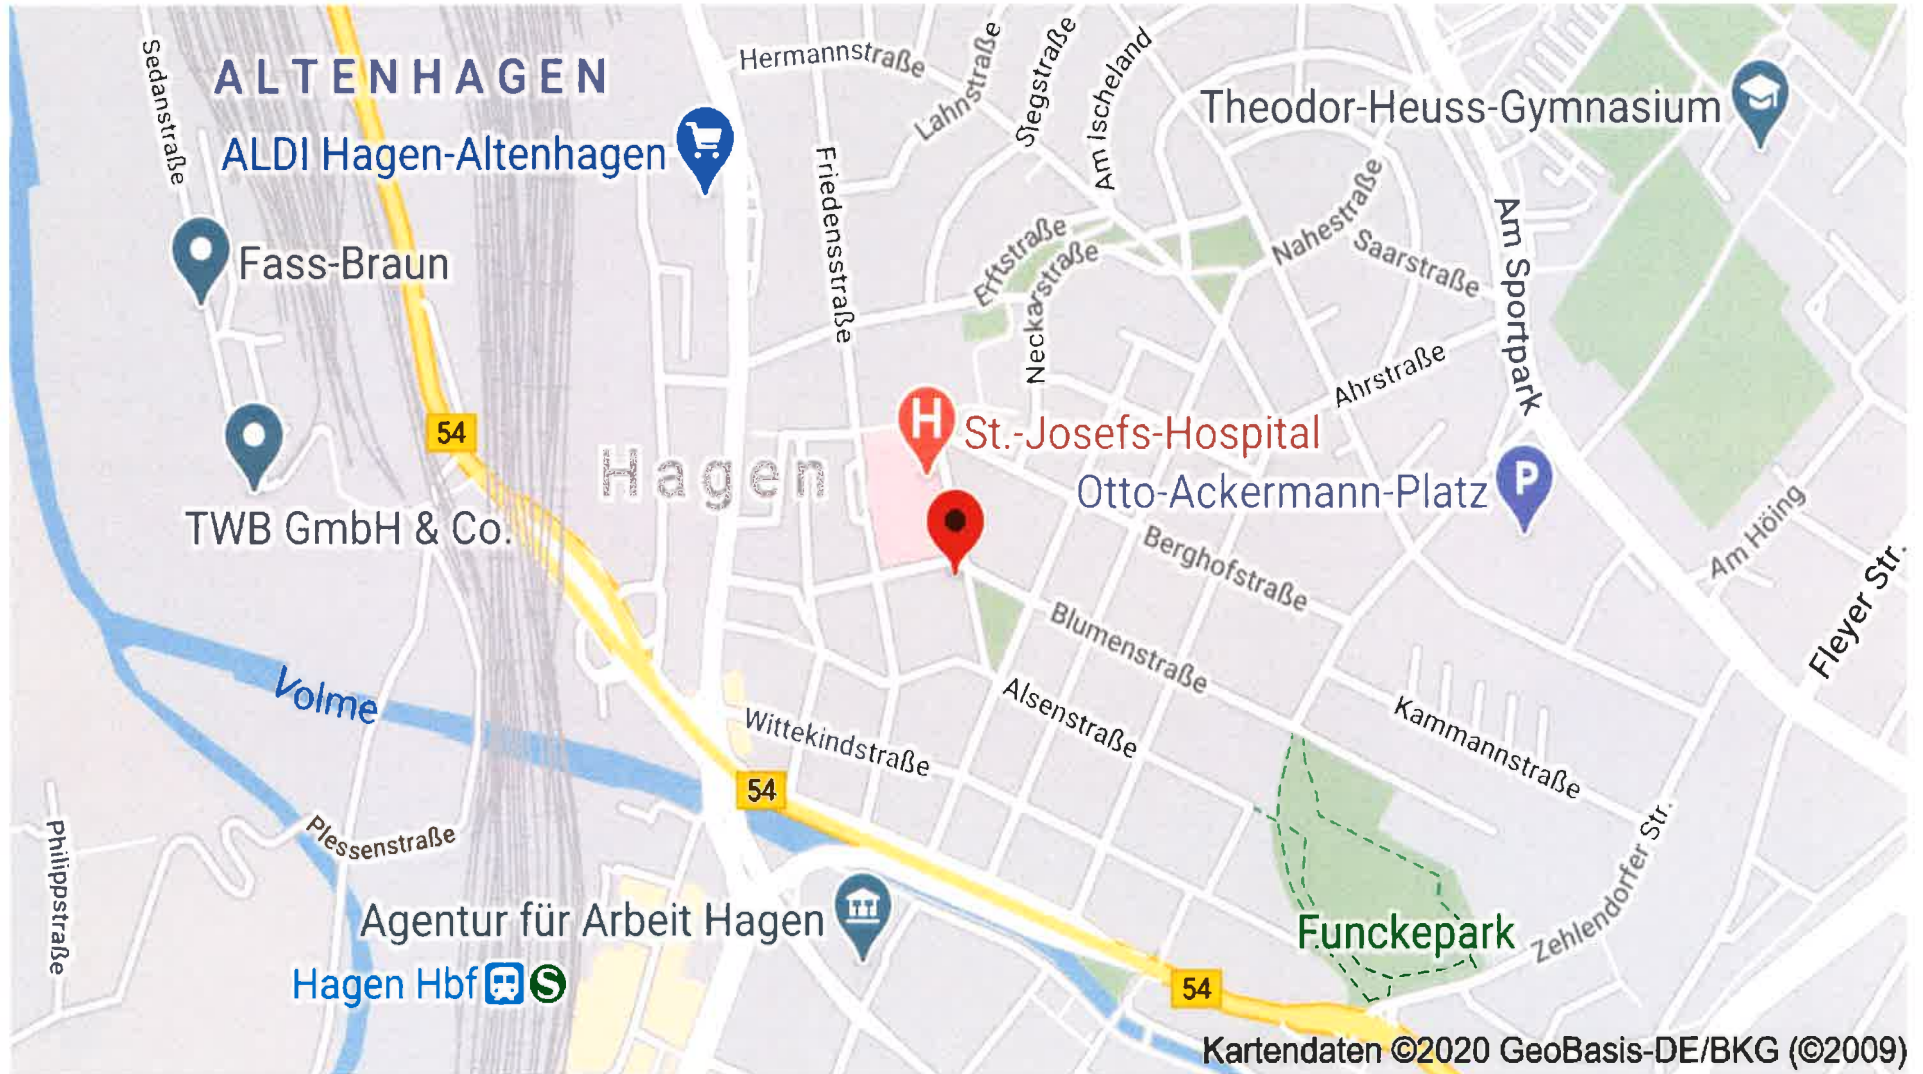 Sedanstraße
ALTENHAGEN
ALDI Hagen-Altenhagen
Hermannstraße
Lahnstraße
Siegstraße
Am Ischeland
Theodor-Heuss-Gymnasium
Friedensstraße
Fass-Braun
Erftstraße
Neckarstraße
Nahestraße
Saarstraße
Am Sportpark
Ahrstraße
54
H
St.-Josefs-Hospital
Hagen
Otto-Ackermann-Platz
P
TWB GmbH & Co.
Berghofstraße
Am Höing
Fleyer Str.
Blumenstraße
Volme
Alsenstraße
Kammannstraße
Wittekindstraße
54
Philippstraße
Plessenstraße
Zehlendorfer Str.
Agentur für Arbeit Hagen
Funckepark
Hagen Hbf S
54
Kartendaten ©2020 GeoBasis-DE/BKG (©2009)